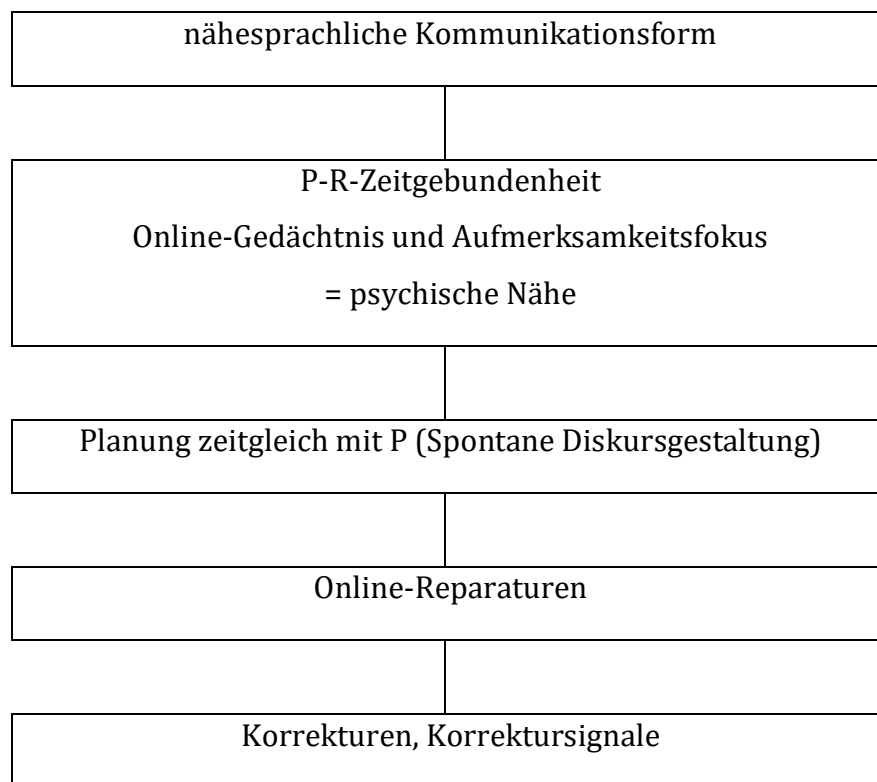 nähesprachliche Kommunikationsform
P-R-Zeitgebundenheit
Online-Gedächtnis und Aufmerksamkeitsfokus
= psychische Nähe
Planung zeitgleich mit P (Spontane Diskursgestaltung)
Online-Reparaturen
Korrekturen, Korrektursignale